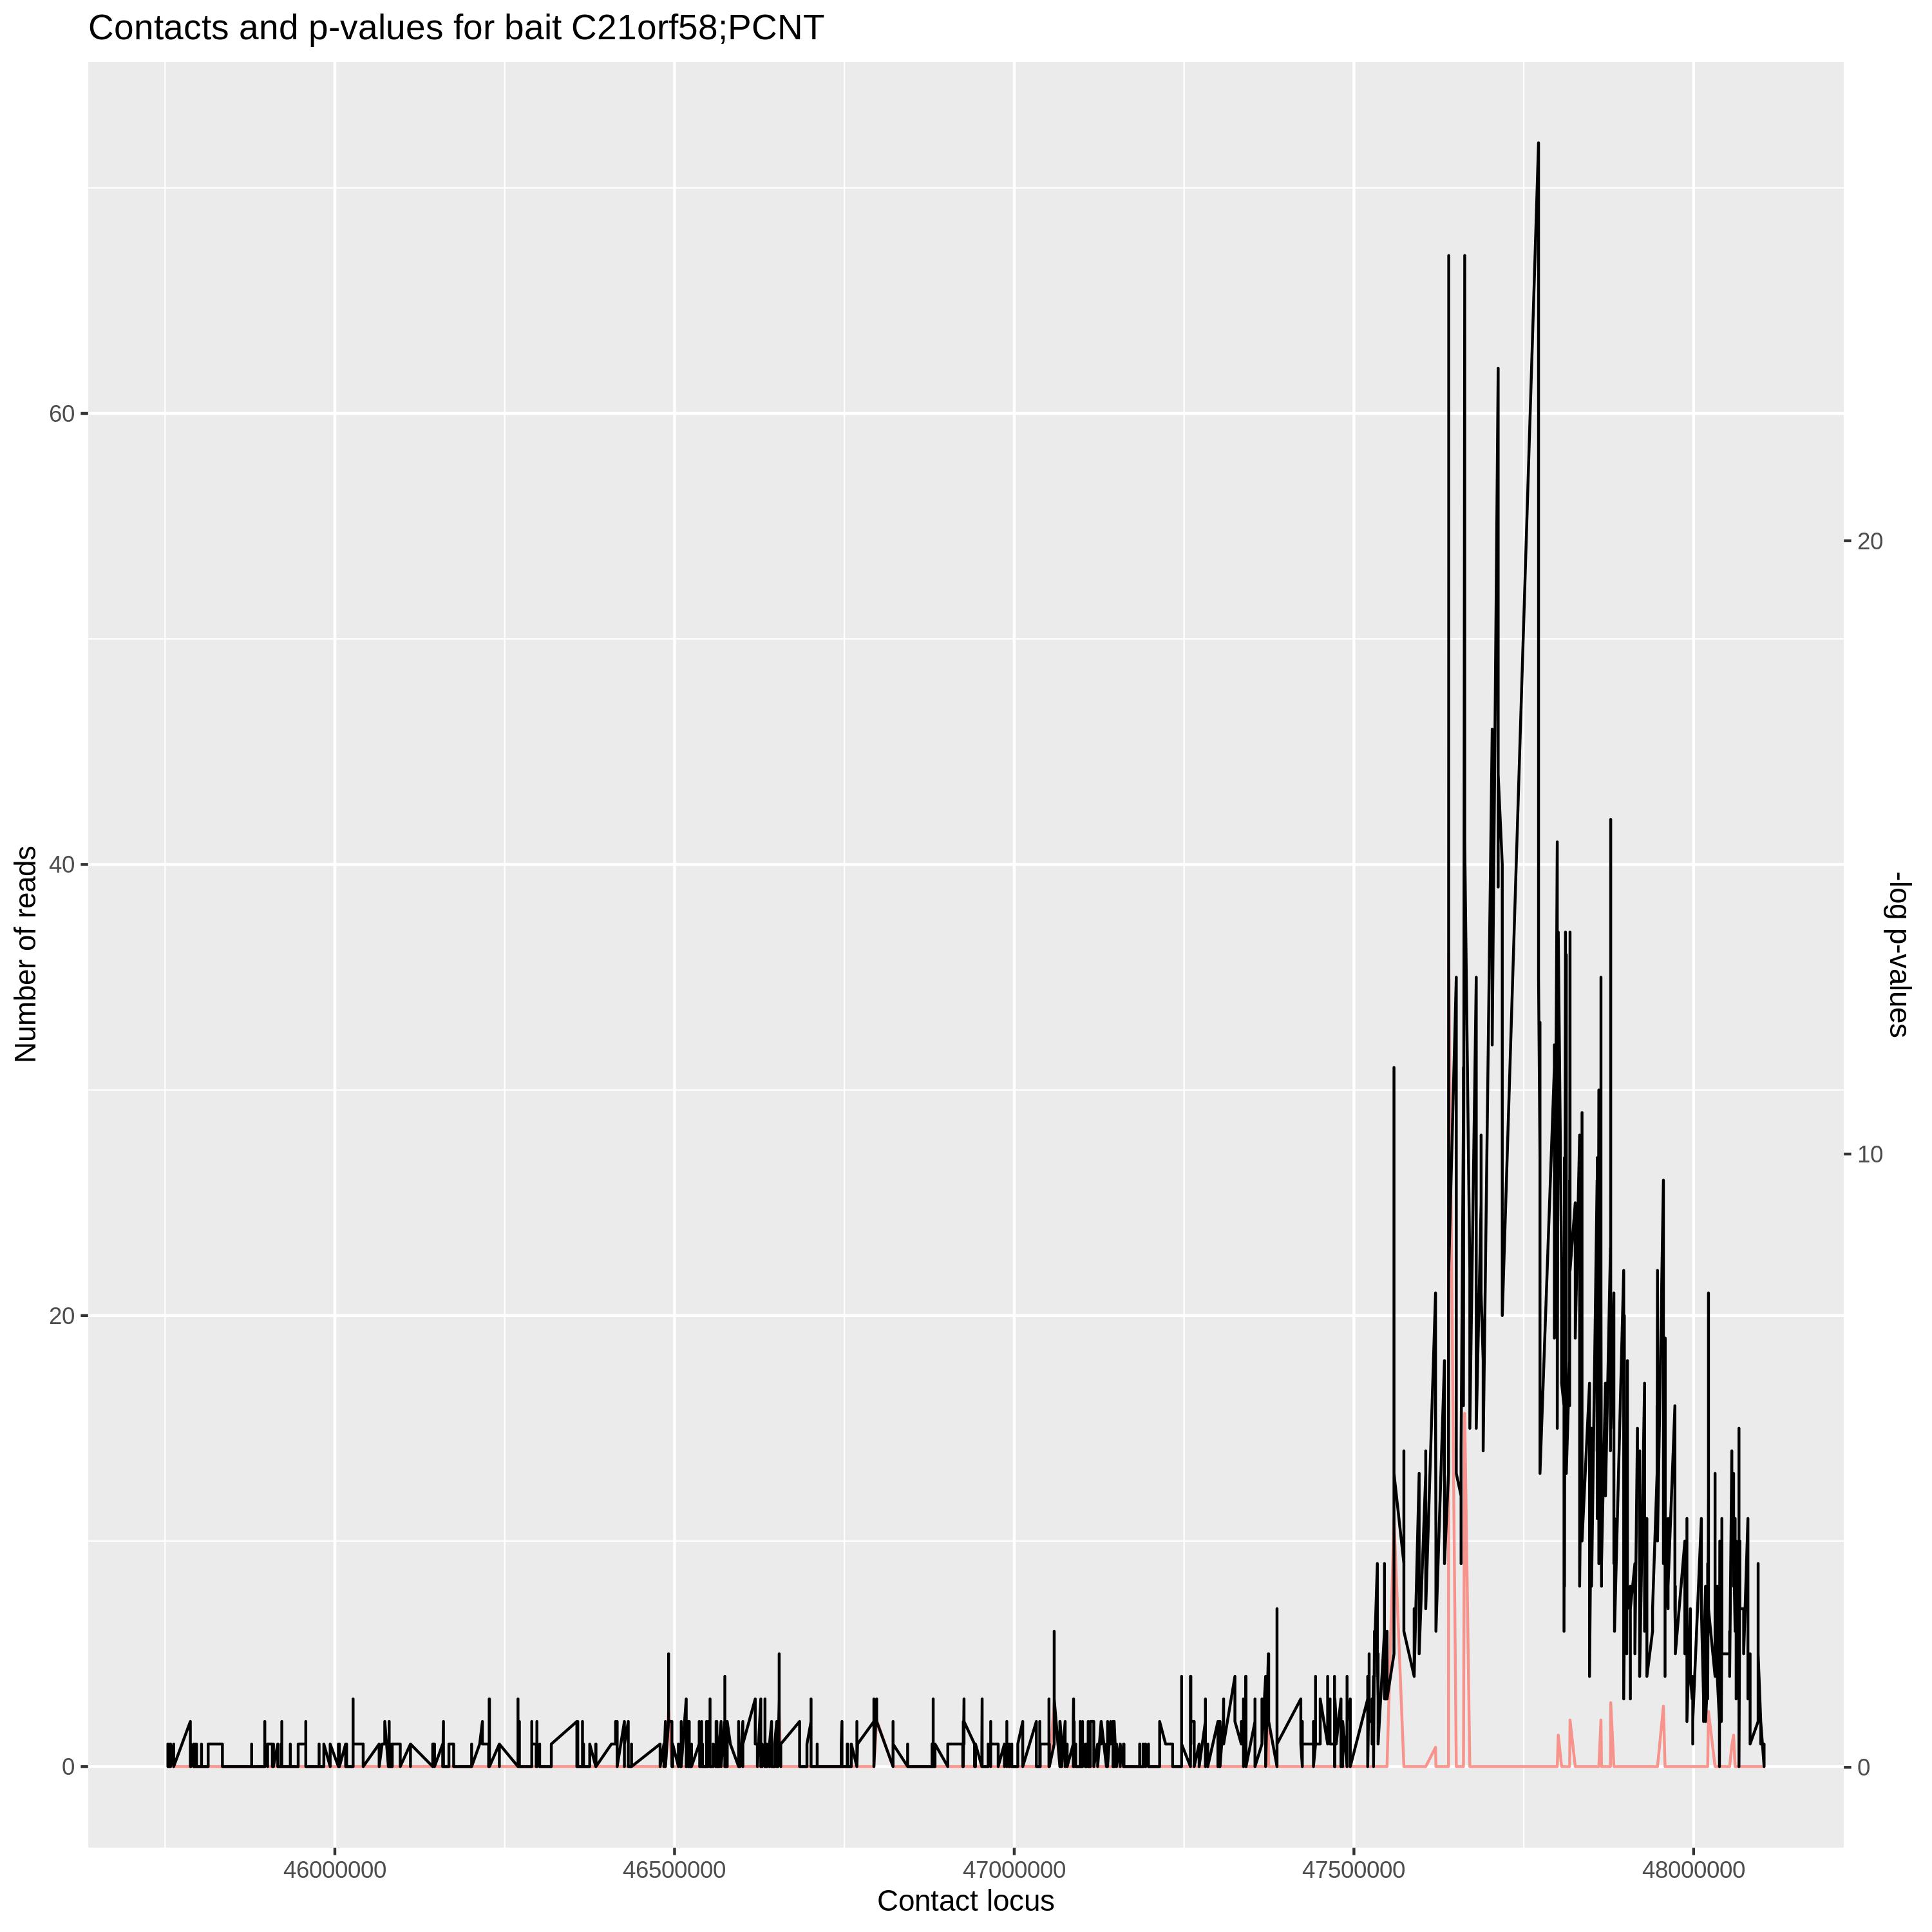 Contacts and p-values for bait C21orf58;PCNT
Number of reads
60
40
20
0
20
10
0
-log p-values
46000000 46500000 47000000 47500000 48000000
Contact locus